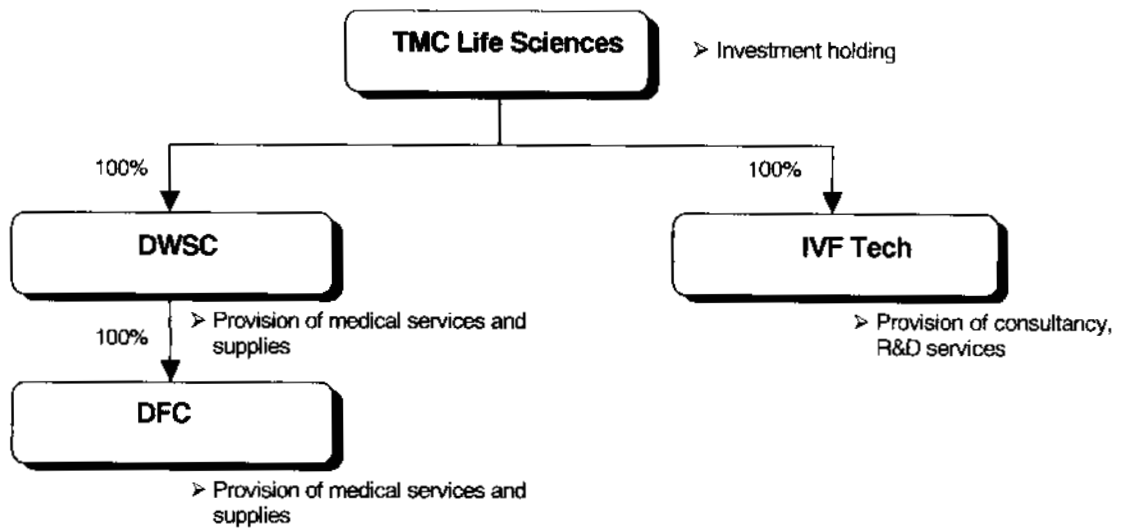 TMC Life Sciences
➢ Investment holding
100%
100%
DWSC
IVF Tech
➢ Provision of medical services and
supplies
➢ Provision of consultancy,
R&D services
100%
DFC
➢ Provision of medical services and
supplies